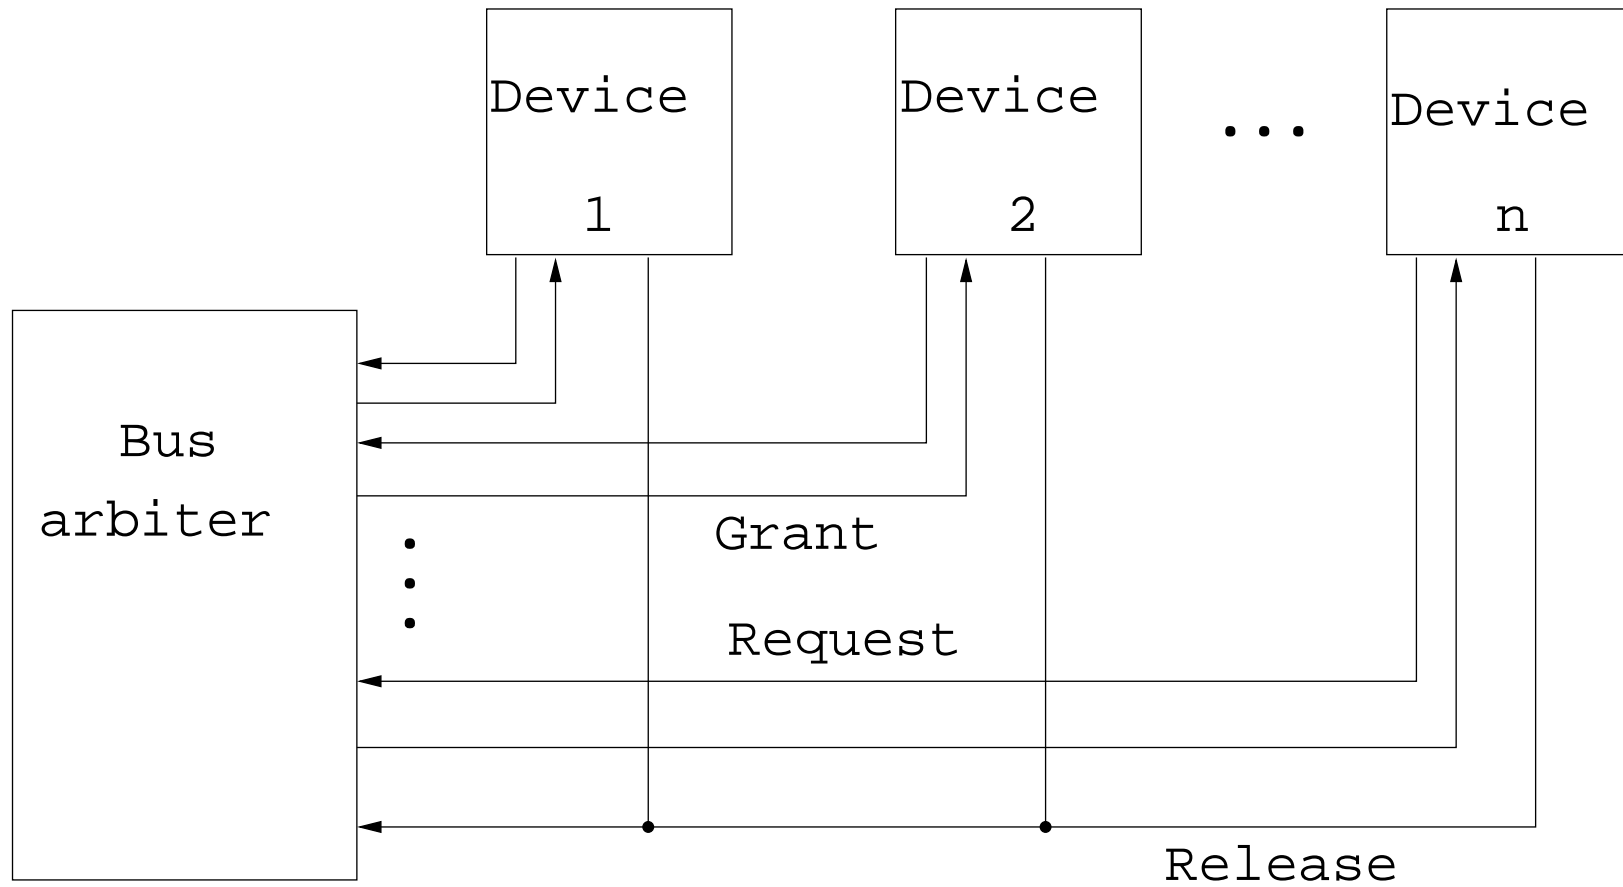 Device
1
Device
2
...
Device
n
Bus
arbiter
Grant
Request
Release